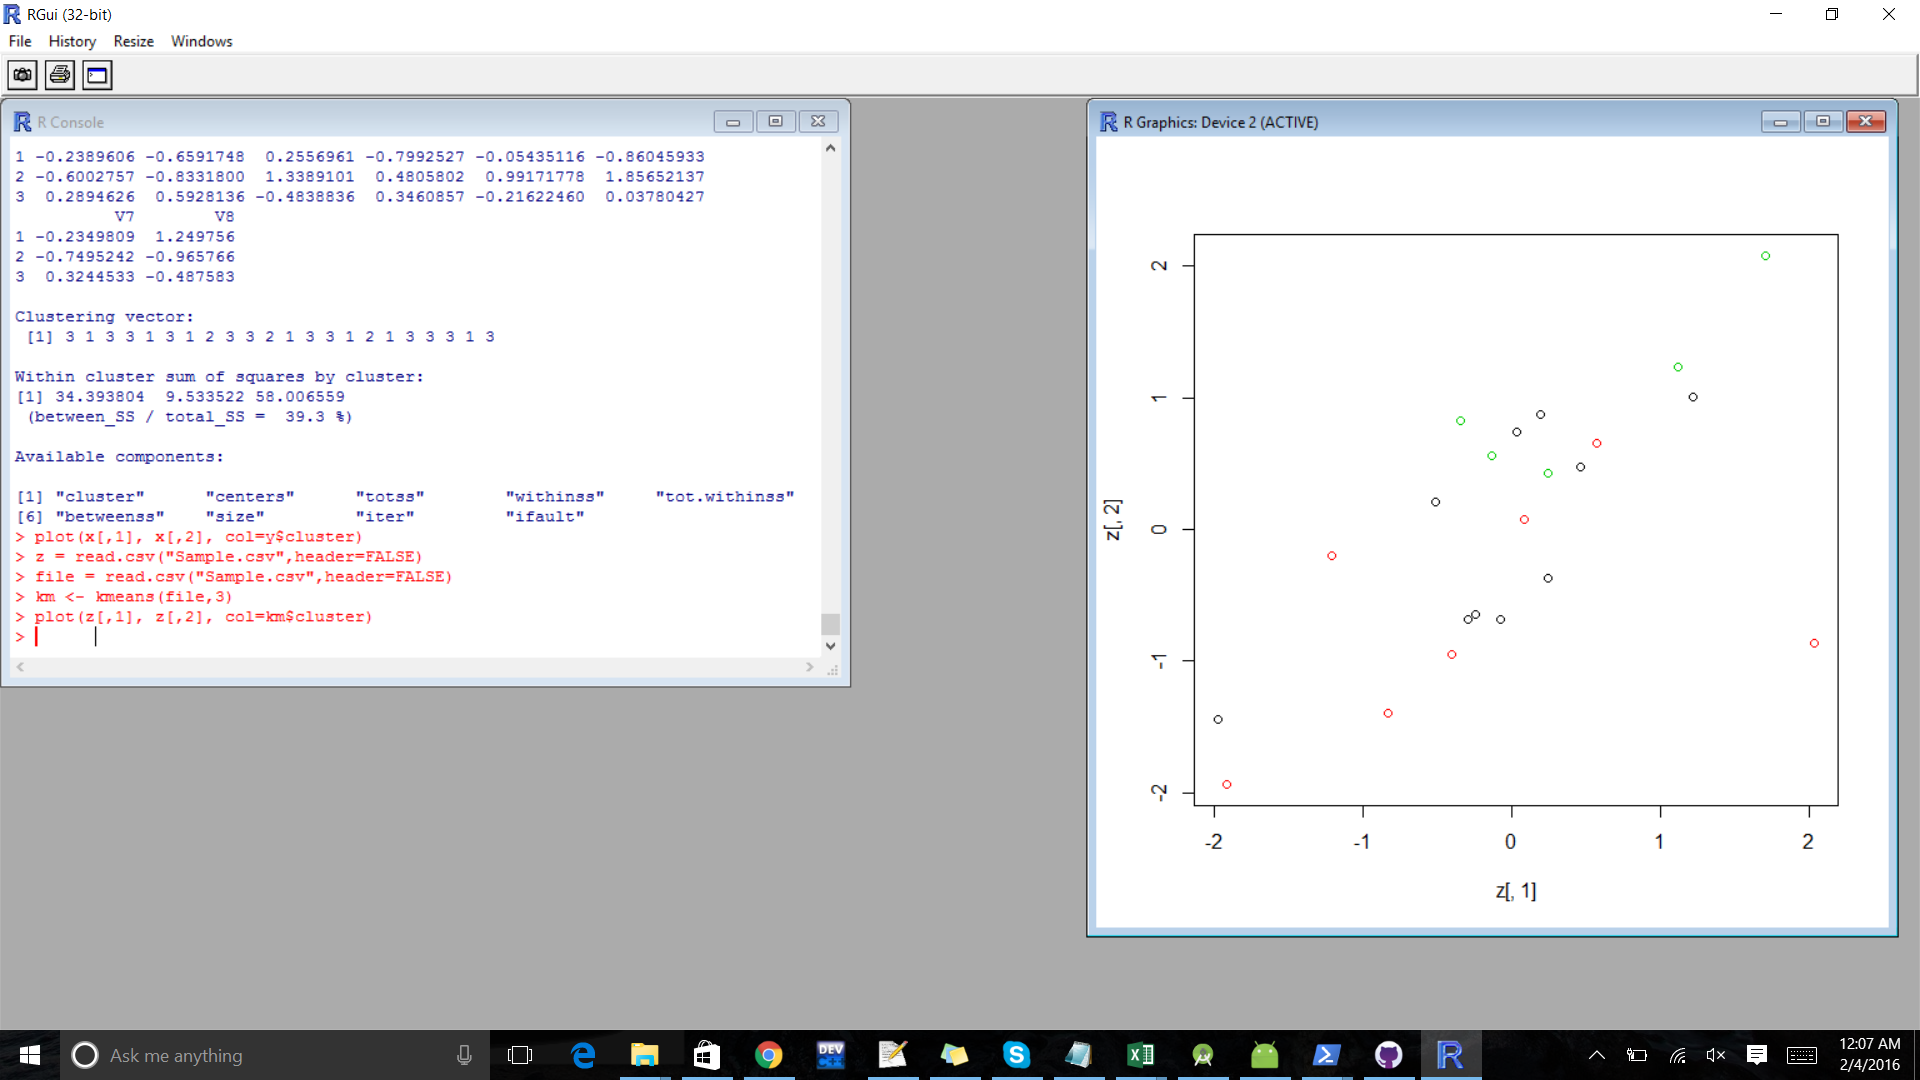 RGui (32-bit)
File History Resize Windows
R Console
1 -0.2389606 -0.6591748 0.2556961 -0.7992527 -0.05435116 -0.86045933
2 -0.6002757 -0.8331800 1.3389101 0.4805802 0.99171778 1.85652137
3 0.2894626 0.5928136 -0.4838836 0.3460857 -0.21622460 0.03780427
V7 V8
1 -0.2349809 1.249756
2 -0.7495242 -0.965766
3 0.3244533 -0.487583
Clustering vector:
[1] 3 1 3 3 1 3 1 2 3 3 2 1 3 3 1 2 1 3 3 3 1 3
Within cluster sum of squares by cluster:
[1] 34.393804 9.533522 58.006559
(between_SS / total_SS = 39.3 %)
Available components:
[1] "cluster" "centers" "totss" "withinss" "tot.withinss"
[6] "betweenss" "size" "iter" "ifault"
> plot(x[,1], x[,2], col=y$cluster)
> z = read.csv("Sample.csv",header=FALSE)
> file = read.csv("Sample.csv",header=FALSE)
> km <- kmeans(file,3)
> plot(z[,1], z[,2], col=km$cluster)
>
R Graphics: Device 2 (ACTIVE)
2
1
0
-1
-2
z[, 2]
-2 -1 0 1 2
z[, 1]
Ask me anything
DEV C++
12:07 AM
2/4/2016